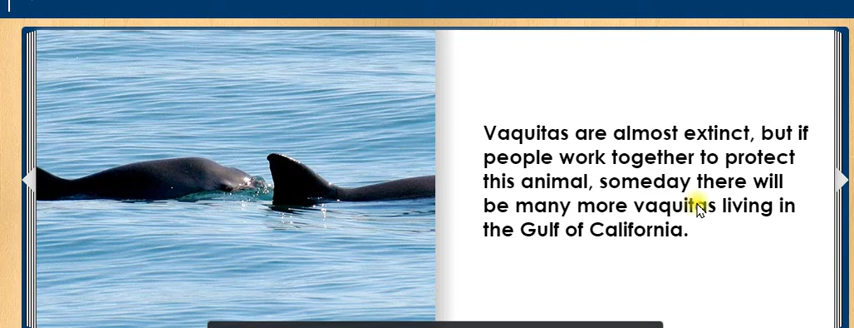 Vaquitas are almost extinct, but if
people work together to protect
this animal, someday there will
be many more vaquitas living in
the Gulf of California.